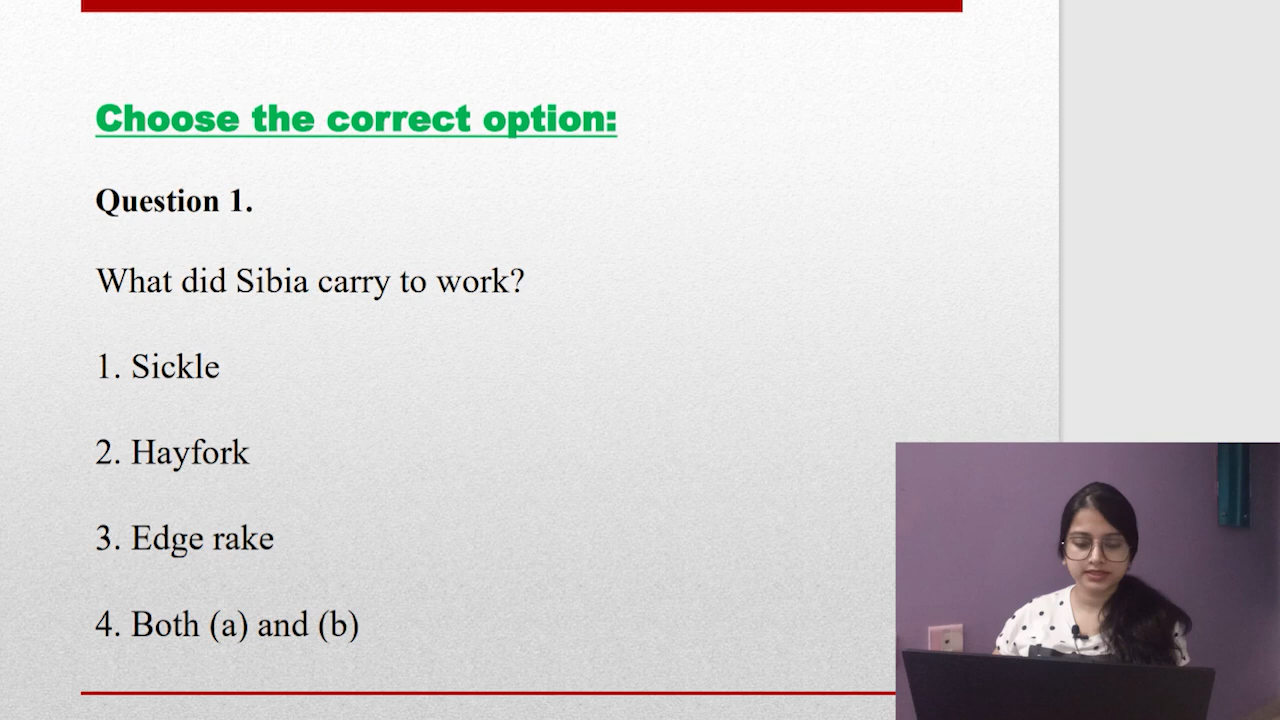 Choose the correct option:
Question 1.
What did Sibia carry to work?
1. Sickle
2. Hayfork
3. Edge rake
4. Both (a) and (b)